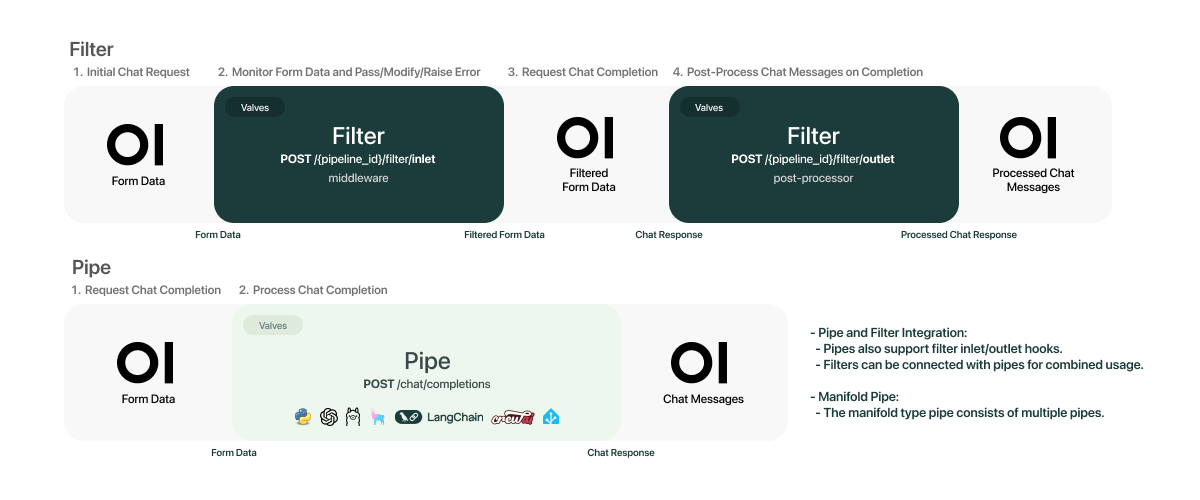 Filter
1. Initial Chat Request
2. Monitor Form Data and Pass/Modify/Raise Error
3. Request Chat Completion
4. Post-Process Chat Messages on Completion
OI
Form Data
Valves
Filter
POST /{pipeline_id}/filter/inlet
middleware
OI
Filtered
Form Data
Valves
Filter
POST /{pipeline_id}/filter/outlet
post-processor
OI
Processed Chat
Messages
Form Data
Filtered Form Data
Chat Response
Processed Chat Response
Pipe
1. Request Chat Completion
2. Process Chat Completion
OI
Form Data
Valves
Pipe
POST /chat/completions
LangChain
crewai
OI
Chat Messages
Form Data
Chat Response
- Pipe and Filter Integration:
- Pipes also support filter inlet/outlet hooks.
- Filters can be connected with pipes for combined usage.
- Manifold Pipe:
- The manifold type pipe consists of multiple pipes.